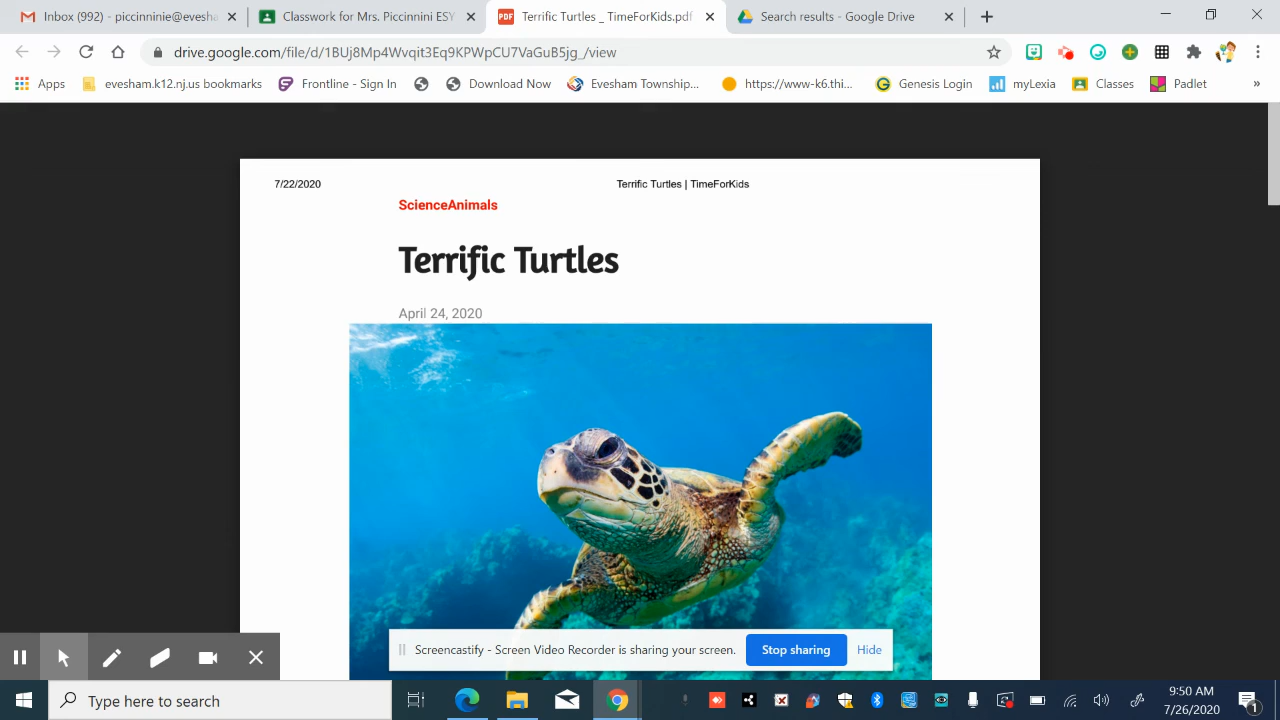 Inbox (992) - piccinninie@evesha
Classwork for Mrs. Piccinnini ESY
PDF
Terrific Turtles _ TimeForKids.pdf
Search results - Google Drive
drive.google.com/file/d/1BUj8Mp4Wvqit3Eq9KPWpCU7VaGuB5jg_/view
Apps
evesham.k12.nj.us bookmarks
Frontline - Sign In
Download Now
Evesham Township...
https://www-k6.thi...
Genesis Login
myLexia
Classes
Padlet
»
7/22/2020
Terrific Turtles | TimeForKids
ScienceAnimals
Terrific Turtles
April 24, 2020
Screencastify - Screen Video Recorder is sharing your screen.
Stop sharing
Hide
Type here to search
9:50 AM
7/26/2020
1